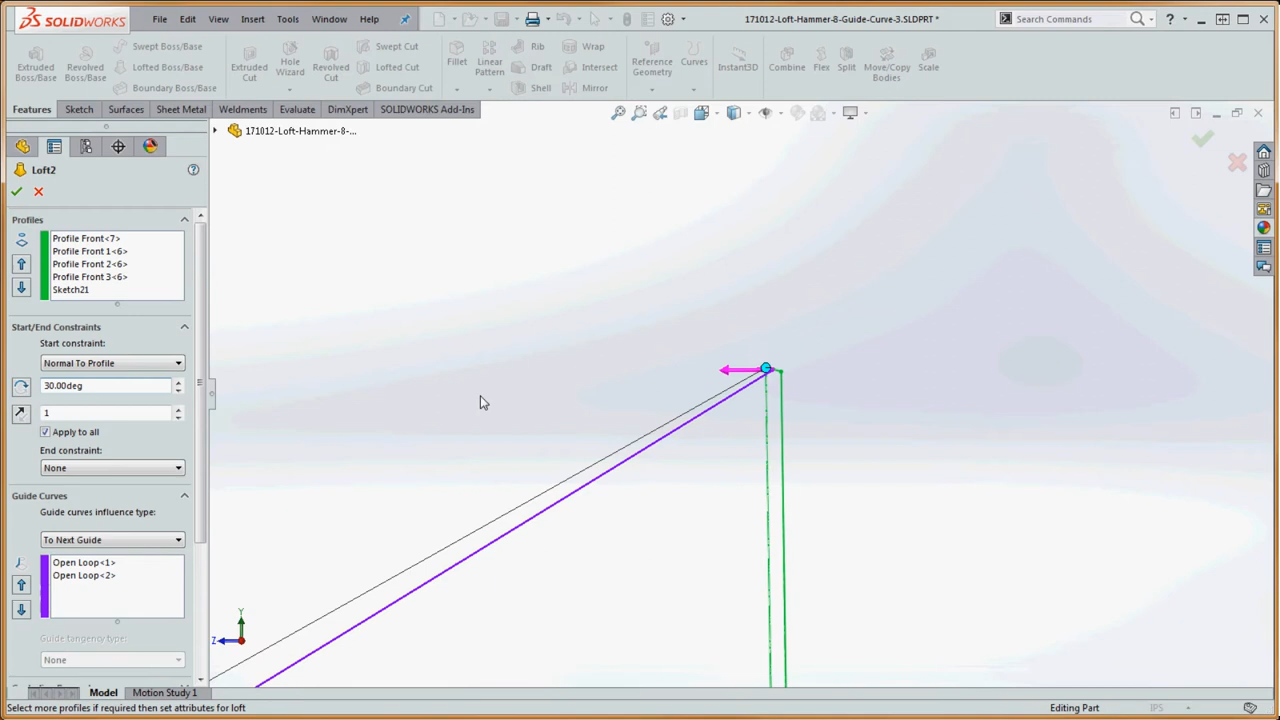 SOLIDWORKS File Edit View Insert Tools Window Help 171012-Loft-Hammer-8-Guide-Curve-3.SLDPRT * Search Commands ?
Extruded Boss/Base Revolved Boss/Base Swept Boss/Base Lofted Boss/Base Boundary Boss/Base Extruded Cut Hole Wizard Revolved Cut Swept Cut Lofted Cut Boundary Cut Fillet Linear Pattern Rib Draft Shell Wrap Intersect Mirror Reference Geometry Curves Instant3D Combine Flex Split Move/Copy Bodies Scale
Features Sketch Surfaces Sheet Metal Weldments Evaluate DimXpert SOLIDWORKS Add-Ins
171012-Loft-Hammer-8-...
Loft2
Profiles
Profile Front<7>
Profile Front 1<6>
Profile Front 2<6>
Profile Front 3<6>
Sketch21
Start/End Constraints
Start constraint:
Normal To Profile
30.00deg
1
Apply to all
End constraint:
None
Guide Curves
Guide curves influence type:
To Next Guide
Open Loop<1>
Open Loop<2>
Guide tangency type:
None
Y
Z
Model Motion Study 1
Select more profiles if required then set attributes for loft Editing Part IPS